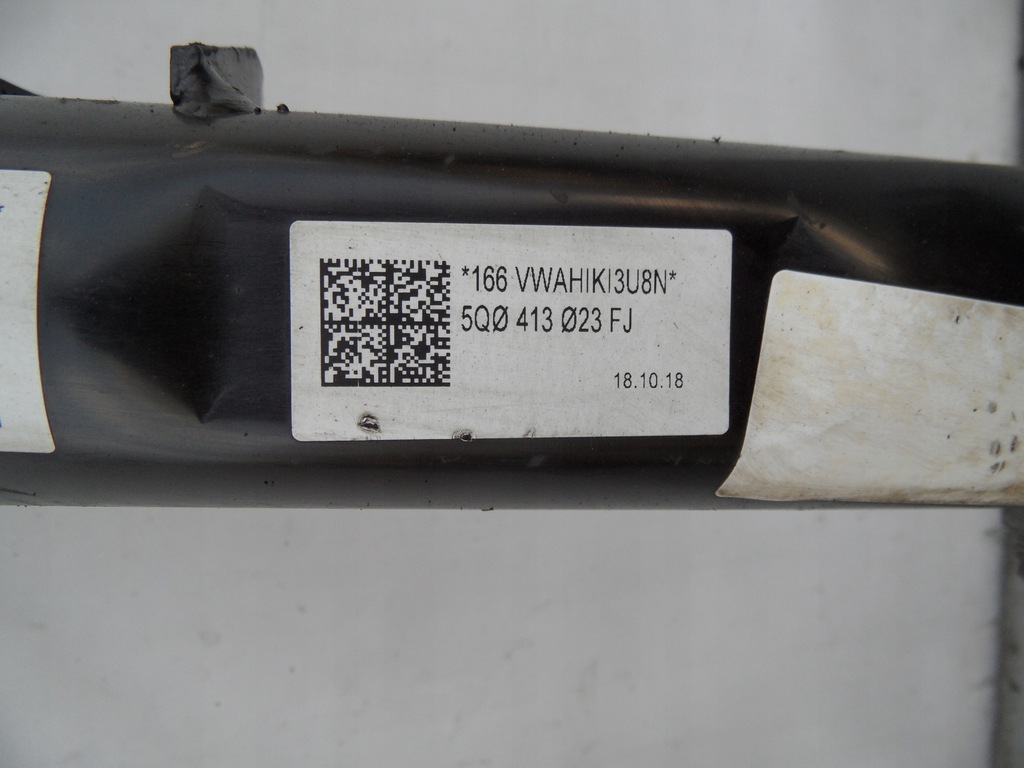 *166 VWAHIKI3U8N*
5QØ 413 Ø23 FJ
18.10.18